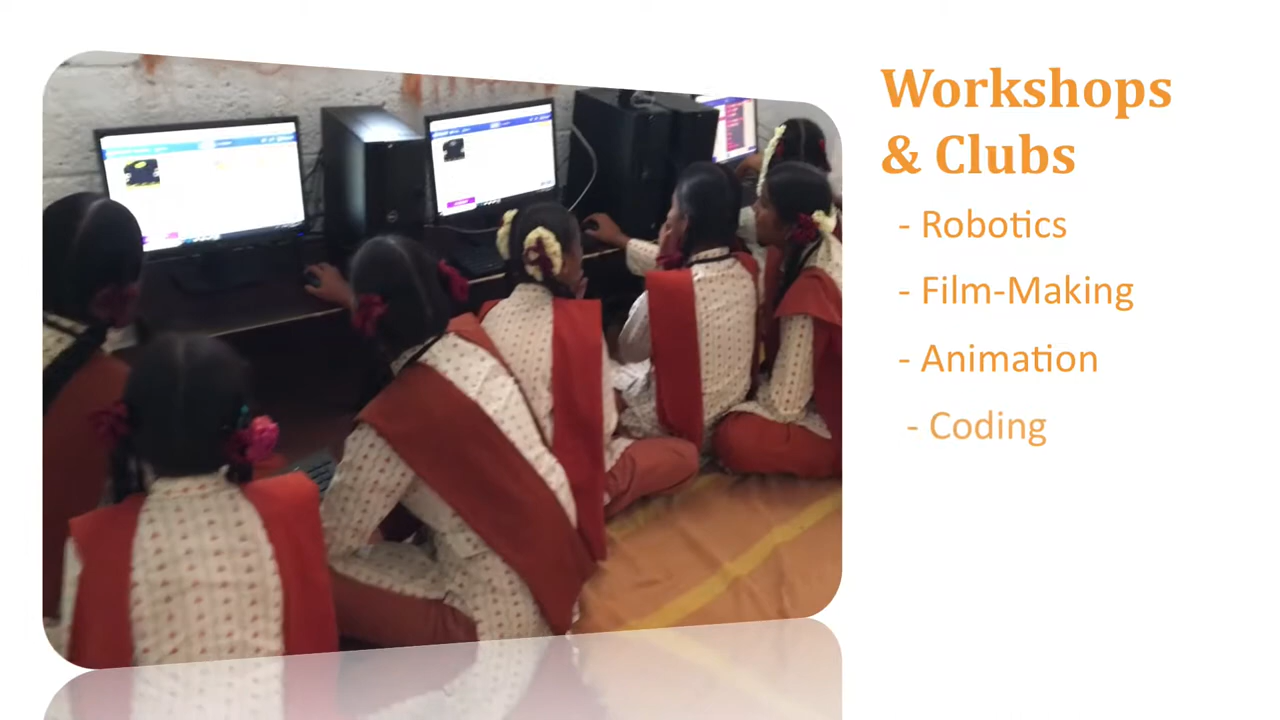 Workshops
& Clubs
- Robotics
- Film-Making
- Animation
- Coding